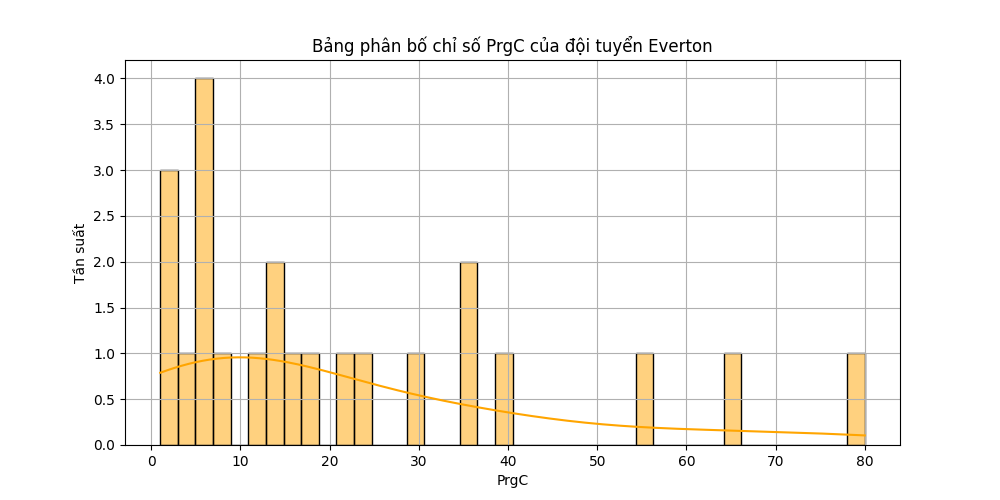 Bảng phân bố chỉ số PrgC của đội tuyển Everton
4.0
3.5
3.0
2.5
2.0
1.5
1.0
0.5
0.0
Tần suất
0 10 20 30 40 50 60 70 80
PrgC